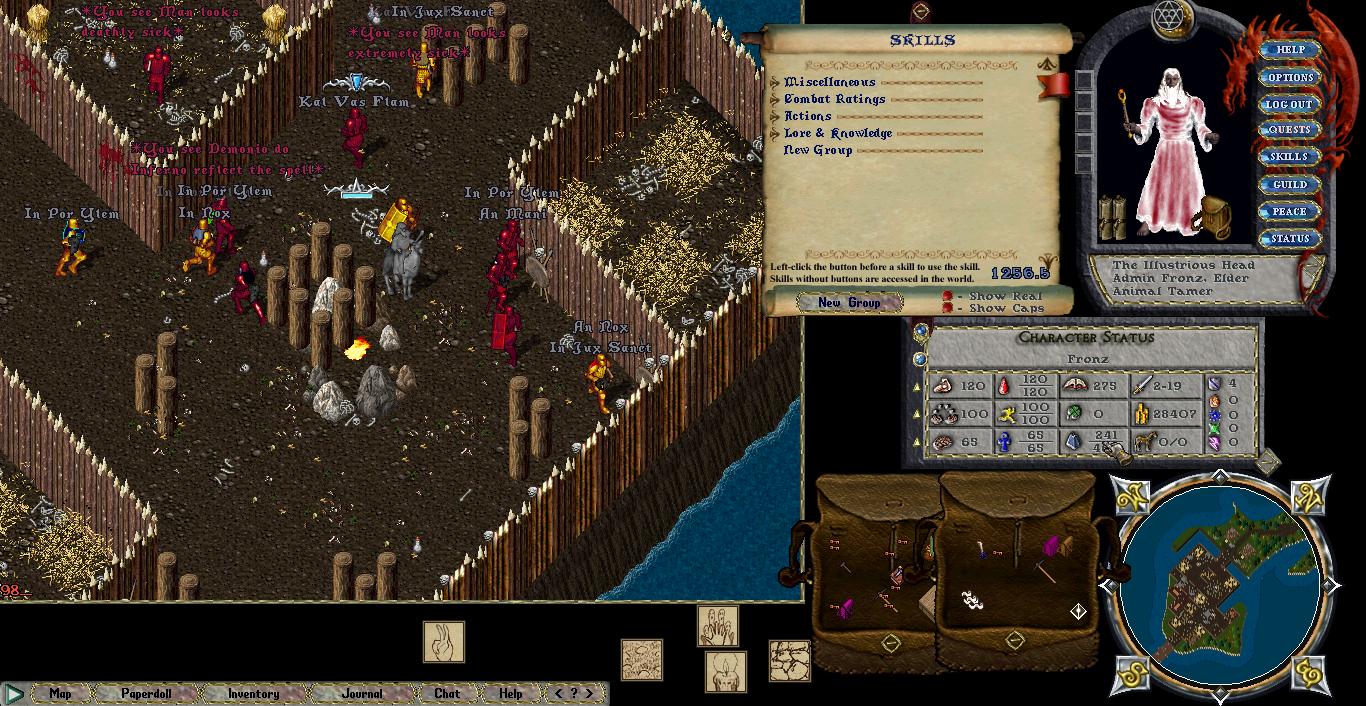 *You see Man looks
deathly sick*
In Jux Sanct
*You see Man looks
extremely sick*
Kal Vas Flam
*You see Demonio do
Inferno reflect the spell*
In Por Ylem
In Por Ylem
In Nox
In Por Ylem
An Mani
An Nox
In Jux Sanct
98
SKILLS
Miscellaneous
Combat Ratings
Actions
Lore & Knowledge
New Group
Left-click the button before a skill to use the skill.
Skills without buttons are accessed in the world.
1256.5
New Group
- Show Real
- Show Caps
HELP
OPTIONS
LOG OUT
QUESTS
SKILLS
GUILD
PEACE
STATUS
The Illustrious Head
Admin Fronz, Elder
Animal Tamer
CHARACTER STATUS
Fronz
120
120
120
275
2-19
4
0
100
100
100
0
28407
0
0
65
65
65
241
0/0
0
Map
Paperdoll
Inventory
Journal
Chat
Help
< ? >